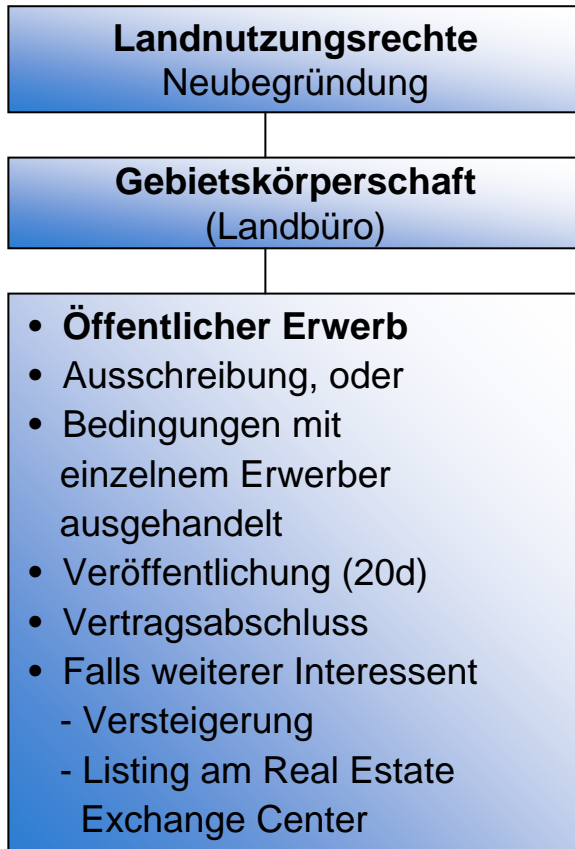 Landnutzungsrechte
Neubegründung
Gebietskörperschaft
(Landbüro)
• Öffentlicher Erwerb
• Ausschreibung, oder
• Bedingungen mit
einzelnem Erwerber
ausgehandelt
• Veröffentlichung (20d)
• Vertragsabschluss
• Falls weiterer Interessent
- Versteigerung
- Listing am Real Estate
Exchange Center